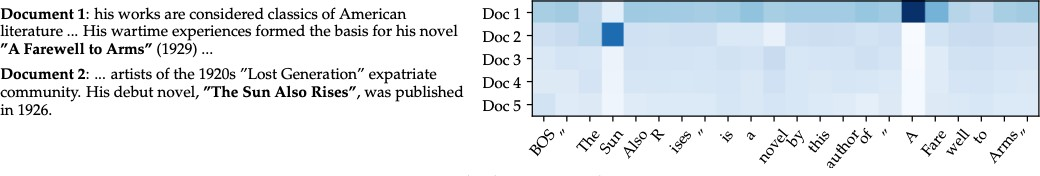 Document 1: his works are considered classics of American
literature ... His wartime experiences formed the basis for his novel
”A Farewell to Arms” (1929) ...
Document 2: ... artists of the 1920s ”Lost Generation” expatriate
community. His debut novel, ”The Sun Also Rises”, was published
in 1926.
Doc 1
Doc 2
Doc 3
Doc 4
Doc 5
BOS ” The Sun Also R ises ” is a novel by this author of ” A Fare well to Arms ”